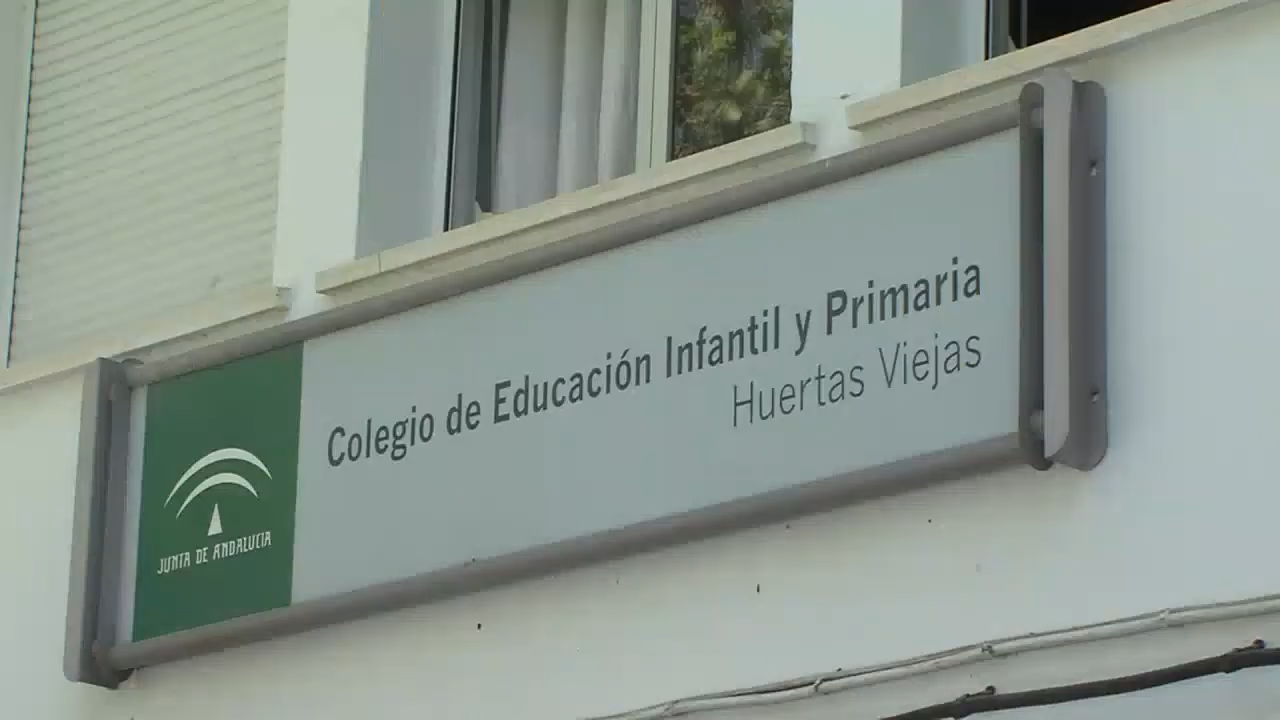 Colegio de Educación Infantil y Primaria
Huertas Viejas
JUNTA DE ANDALUCIA